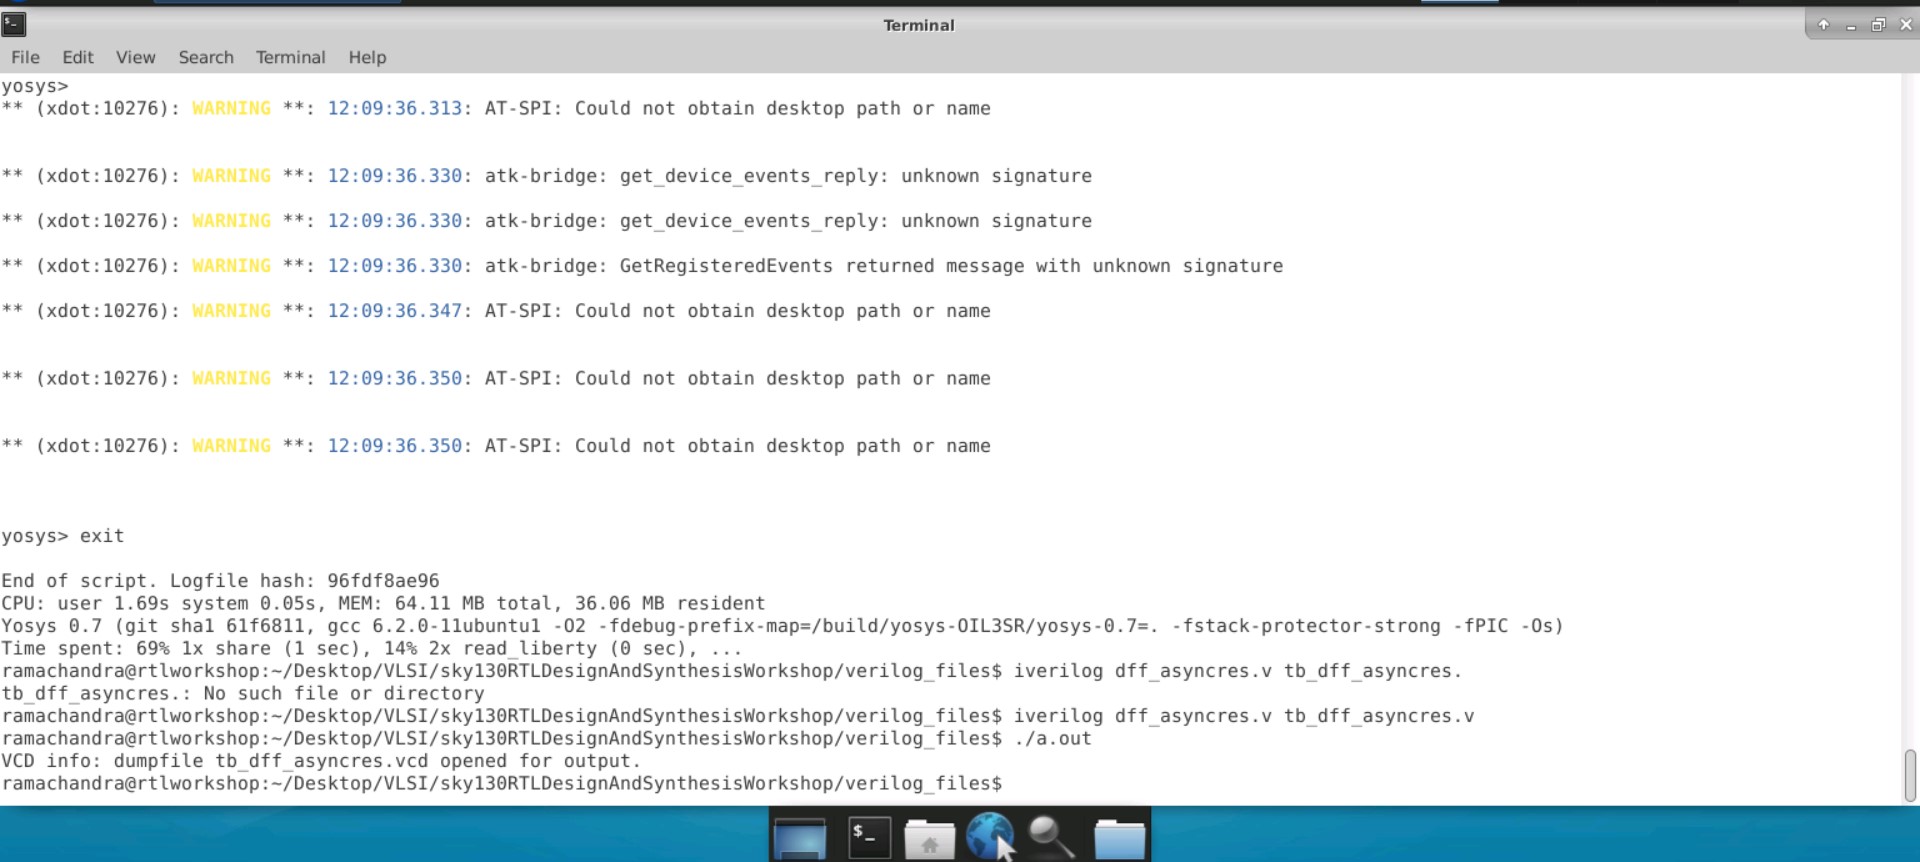 Terminal
File Edit View Search Terminal Help
yosys>
** (xdot:10276): WARNING **: 12:09:36.313: AT-SPI: Could not obtain desktop path or name
** (xdot:10276): WARNING **: 12:09:36.330: atk-bridge: get_device_events_reply: unknown signature
** (xdot:10276): WARNING **: 12:09:36.330: atk-bridge: get_device_events_reply: unknown signature
** (xdot:10276): WARNING **: 12:09:36.330: atk-bridge: GetRegisteredEvents returned message with unknown signature
** (xdot:10276): WARNING **: 12:09:36.347: AT-SPI: Could not obtain desktop path or name
** (xdot:10276): WARNING **: 12:09:36.350: AT-SPI: Could not obtain desktop path or name
** (xdot:10276): WARNING **: 12:09:36.350: AT-SPI: Could not obtain desktop path or name
yosys> exit
End of script. Logfile hash: 96fdf8ae96
CPU: user 1.69s system 0.05s, MEM: 64.11 MB total, 36.06 MB resident
Yosys 0.7 (git sha1 61f6811, gcc 6.2.0-11ubuntu1 -O2 -fdebug-prefix-map=/build/yosys-OIL3SR/yosys-0.7=. -fstack-protector-strong -fPIC -Os)
Time spent: 69% 1x share (1 sec), 14% 2x read_liberty (0 sec), ...
ramachandra@rtlworkshop:~/Desktop/VLSI/sky130RTLDesignAndSynthesisWorkshop/verilog_files$ iverilog dff_asyncres.v tb_dff_asyncres.
tb_dff_asyncres.: No such file or directory
ramachandra@rtlworkshop:~/Desktop/VLSI/sky130RTLDesignAndSynthesisWorkshop/verilog_files$ iverilog dff_asyncres.v tb_dff_asyncres.v
ramachandra@rtlworkshop:~/Desktop/VLSI/sky130RTLDesignAndSynthesisWorkshop/verilog_files$ ./a.out
VCD info: dumpfile tb_dff_asyncres.vcd opened for output.
ramachandra@rtlworkshop:~/Desktop/VLSI/sky130RTLDesignAndSynthesisWorkshop/verilog_files$